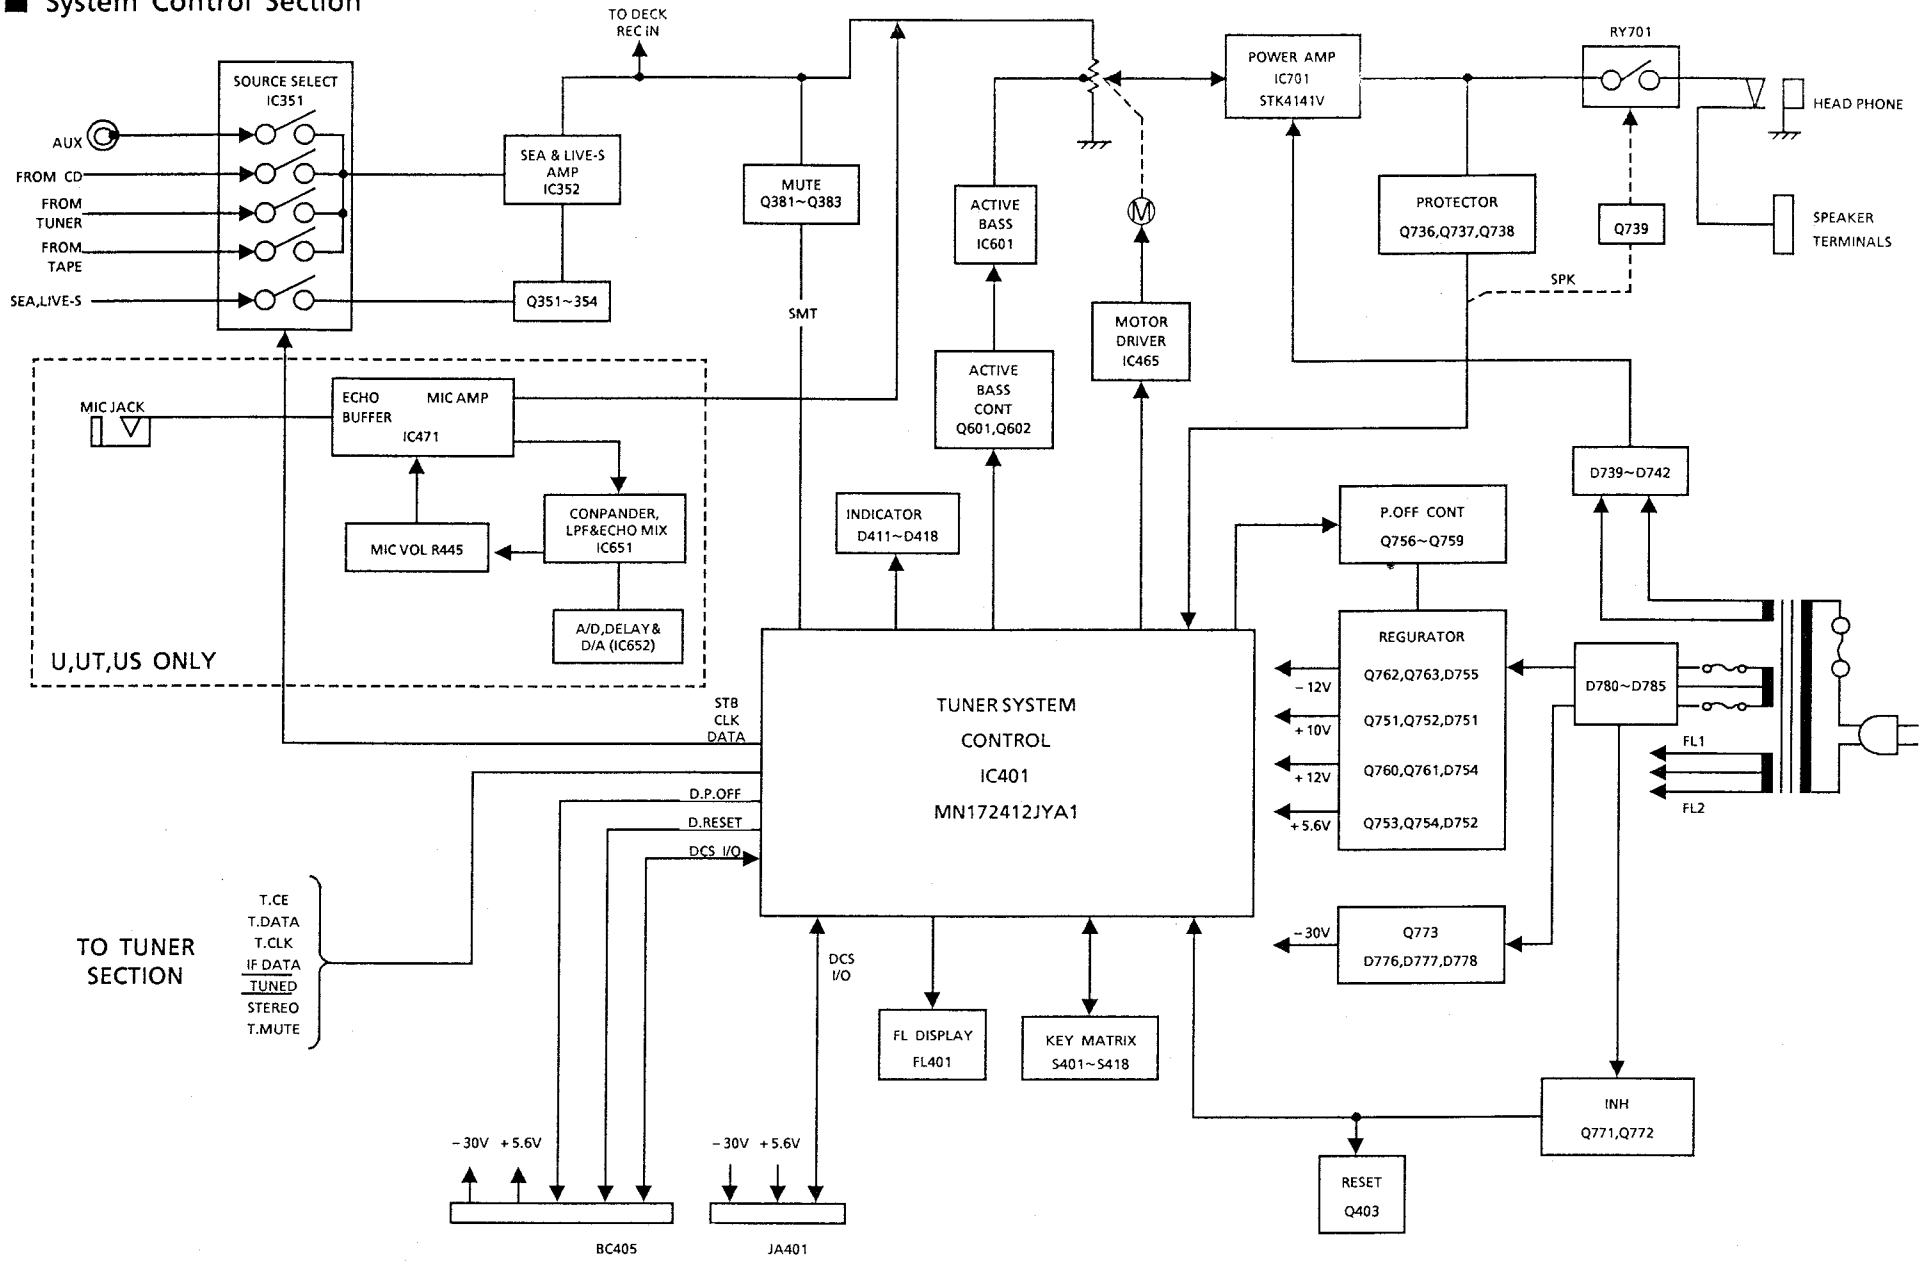 System Control Section
TO DECK
REC IN
SOURCE SELECT
IC351
AUX
FROM CD
FROM
TUNER
FROM
TAPE
SEA,LIVE-S
SEA & LIVE-S
AMP
IC352
Q351~354
MUTE
Q381~Q383
SMT
ACTIVE
BASS
IC601
ACTIVE
BASS
CONT
Q601,Q602
M
MOTOR
DRIVER
IC465
POWER AMP
IC701
STK4141V
RY701
HEAD PHONE
PROTECTOR
Q736,Q737,Q738
Q739
SPK
SPEAKER
TERMINALS
MIC JACK
ECHO
BUFFER
MIC AMP
IC471
CONPANDER,
LPF&ECHO MIX
IC651
MIC VOL R445
A/D,DELAY&
D/A (IC652)
U,UT,US ONLY
INDICATOR
D411~D418
D739~D742
P.OFF CONT
Q756~Q759
REGURATOR
Q762,Q763,D755
Q751,Q752,D751
Q760,Q761,D754
Q753,Q754,D752
-12V
+10V
+12V
+5.6V
D780~D785
FL1
FL2
TUNER SYSTEM
CONTROL
IC401
MN172412JYA1
STB
CLK
DATA
D.P.OFF
D.RESET
DCS I/O
TO TUNER
SECTION
T.CE
T.DATA
T.CLK
IF DATA
TUNED
STEREO
T.MUTE
DCS
I/O
-30V
Q773
D776,D777,D778
FL DISPLAY
FL401
KEY MATRIX
S401~S418
INH
Q771,Q772
RESET
Q403
-30V +5.6V
BC405
-30V +5.6V
JA401